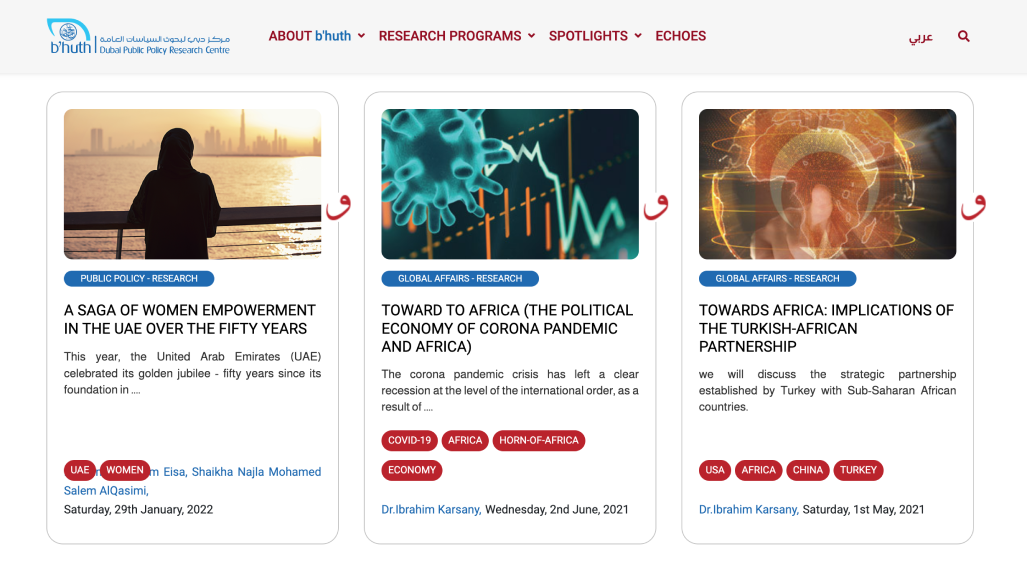 b'huth
مركز دبي لبحوث السياسات العامة
Dubai Public Policy Research Centre
ABOUT b'huth
RESEARCH PROGRAMS
SPOTLIGHTS
ECHOES
عربي
و
PUBLIC POLICY - RESEARCH
A SAGA OF WOMEN EMPOWERMENT
IN THE UAE OVER THE FIFTY YEARS
This year, the United Arab Emirates (UAE)
celebrated its golden jubilee - fifty years since its
foundation in ....
UAE
WOMEN
Eisa, Shaikha Najla Mohamed
Salem AlQasimi,
Saturday, 29th January, 2022
و
GLOBAL AFFAIRS - RESEARCH
TOWARD TO AFRICA (THE POLITICAL
ECONOMY OF CORONA PANDEMIC
AND AFRICA)
The corona pandemic crisis has left a clear
recession at the level of the international order, as a
result of ....
COVID-19
AFRICA
HORN-OF-AFRICA
ECONOMY
Dr.Ibrahim Karsany, Wednesday, 2nd June, 2021
و
GLOBAL AFFAIRS - RESEARCH
TOWARDS AFRICA: IMPLICATIONS OF
THE TURKISH-AFRICAN
PARTNERSHIP
we will discuss the strategic partnership
established by Turkey with Sub-Saharan African
countries.
USA
AFRICA
CHINA
TURKEY
Dr.Ibrahim Karsany, Saturday, 1st May, 2021